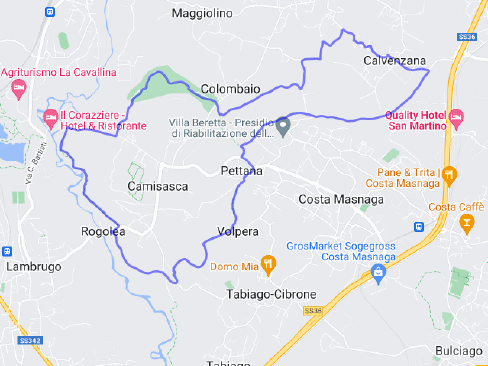 Maggiolino
SS36
Calvenzana
Agriturismo La Cavallina
Colombaio
Il Corazziere -
Hotel & Ristorante
Villa Beretta - Presidio
di Riabilitazione dell...
Quality Hotel
San Martino
Via C. Battisti
Pettana
Pane & Trita |
Costa Masnaga
Camisasca
Costa Masnaga
Costa Caffè
Rogolea
Volpera
GrosMarket Sogegross
Costa Masnaga
Lambrugo
Domo Mia
Tabiago-Cibrone
SS36
SS342
Bulciago
Tabiago